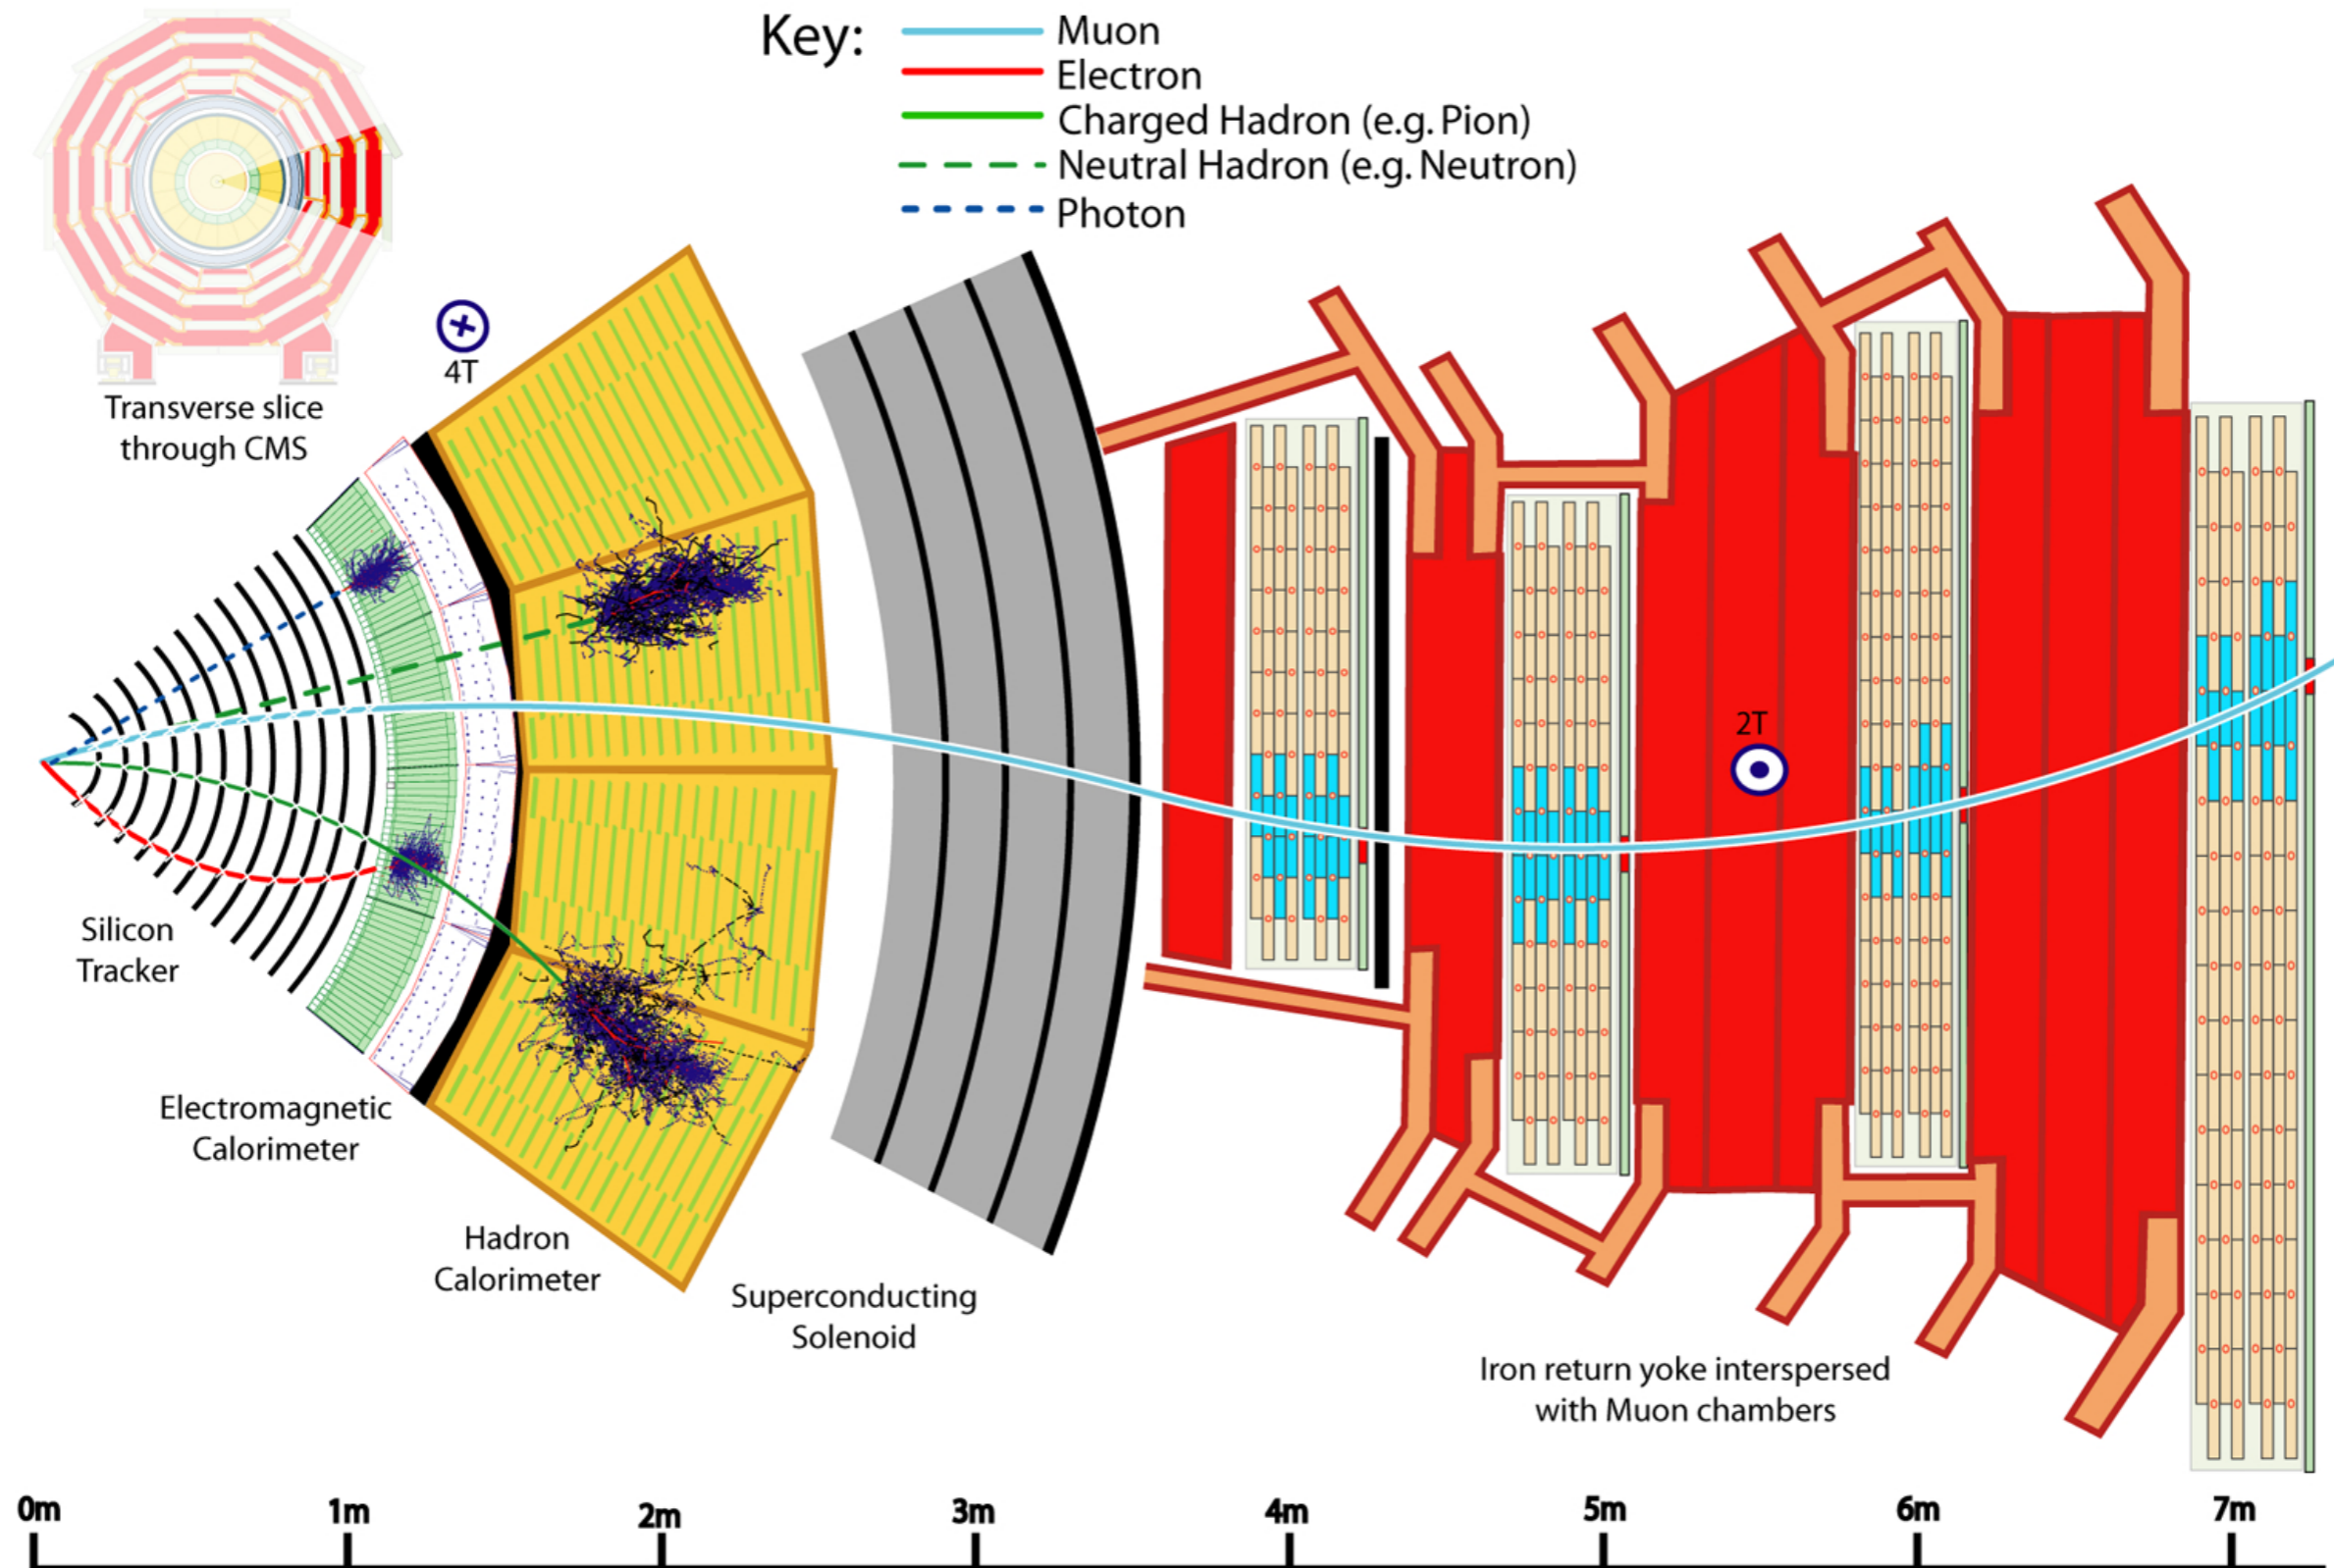 Key:
Muon
Electron
Charged Hadron (e.g. Pion)
Neutral Hadron (e.g. Neutron)
Photon
4T
Transverse slice
through CMS
2T
Silicon
Tracker
Electromagnetic
Calorimeter
Hadron
Calorimeter
Superconducting
Solenoid
Iron return yoke interspersed
with Muon chambers
0m 1m 2m 3m 4m 5m 6m 7m